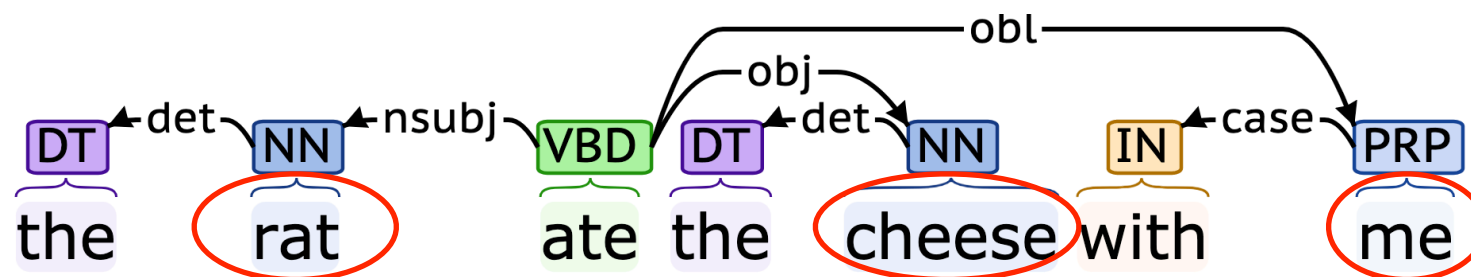 obl
obj
det nsubj det case
DT NN VBD DT NN IN PRP
the rat ate the cheese with me